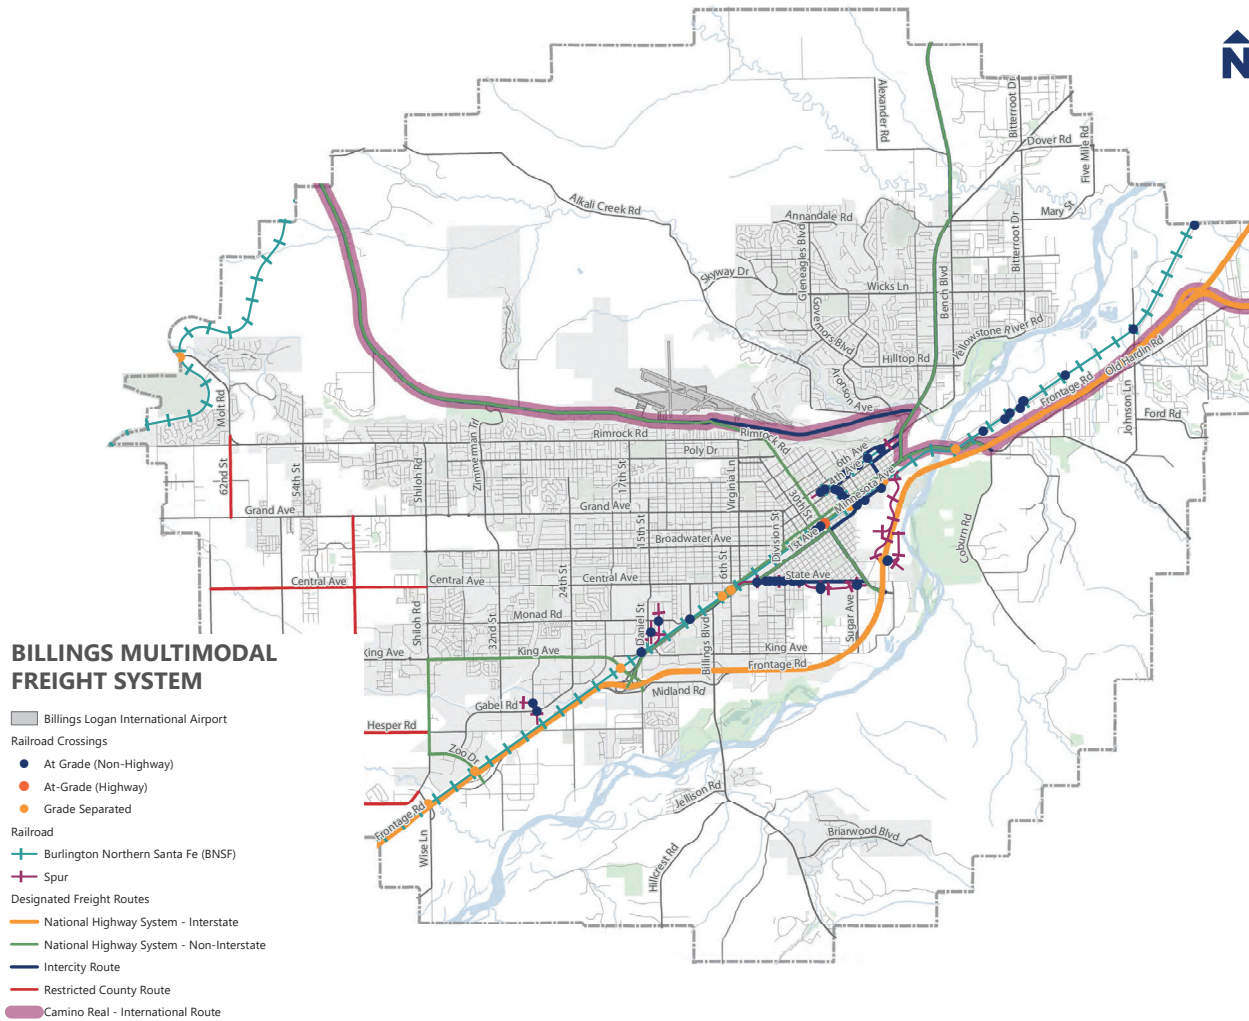 N
Alexander Rd
Bitterroot Dr
Dover Rd
Five Mile Rd
Alkali Creek Rd
Annandale Rd
Mary St
Gleneagles Blvd
Bitterroot Dr
Skyway Dr
Wicks Ln
Bench Blvd
Governors Blvd
Yellowstone River Rd
Hilltop Rd
Old Hardin Rd
Frontage Rd
Aronson
Ave
Johnson Ln
Ford Rd
Molt Rd
Rimrock Rd
Rimrock Rd
Poly Dr
6th Ave
4th Ave
Minnesota Ave
62nd St
54th St
Shiloh Rd
Zimmerman Trl
17th St
Virginia Ln
30th St
Grand Ave
Grand Ave
15th St
Broadwater Ave
Division St
1st Ave
Coburn Rd
6th St
Central Ave
Central Ave
24th St
Central Ave
State Ave
Monad Rd
Shiloh Rd
32nd St
Daniel St
Billings Blvd
Sugar Ave
King Ave
King Ave
King Ave
Frontage Rd
Midland Rd
Gabel Rd
Hesper Rd
Zoo Dr
Jellison Rd
Frontage Rd
Wise Ln
Hillcrest Rd
Briarwood Blvd
BILLINGS MULTIMODAL
FREIGHT SYSTEM
Billings Logan International Airport
Railroad Crossings
At Grade (Non-Highway)
At-Grade (Highway)
Grade Separated
Railroad
Burlington Northern Santa Fe (BNSF)
Spur
Designated Freight Routes
National Highway System - Interstate
National Highway System - Non-Interstate
Intercity Route
Restricted County Route
Camino Real - International Route